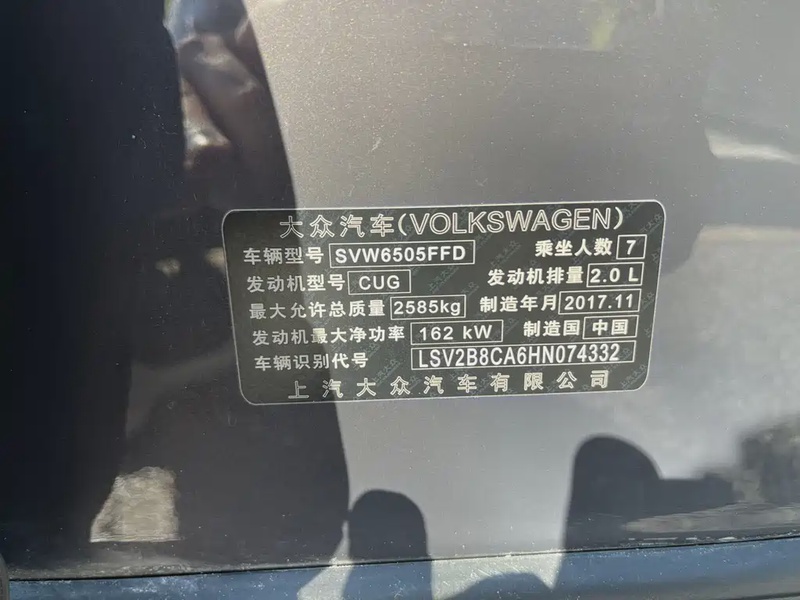 大众汽车(VOLKSWAGEN)
车辆型号 SVW6505FFD 乘坐人数 7
发动机型号 CUG 发动机排量 2.0 L
最大允许总质量 2585kg 制造年月 2017.11
发动机最大净功率 162 kW 制造国 中国
车辆识别代号 LSV2B8CA6HN074332
上汽大众汽车有限公司